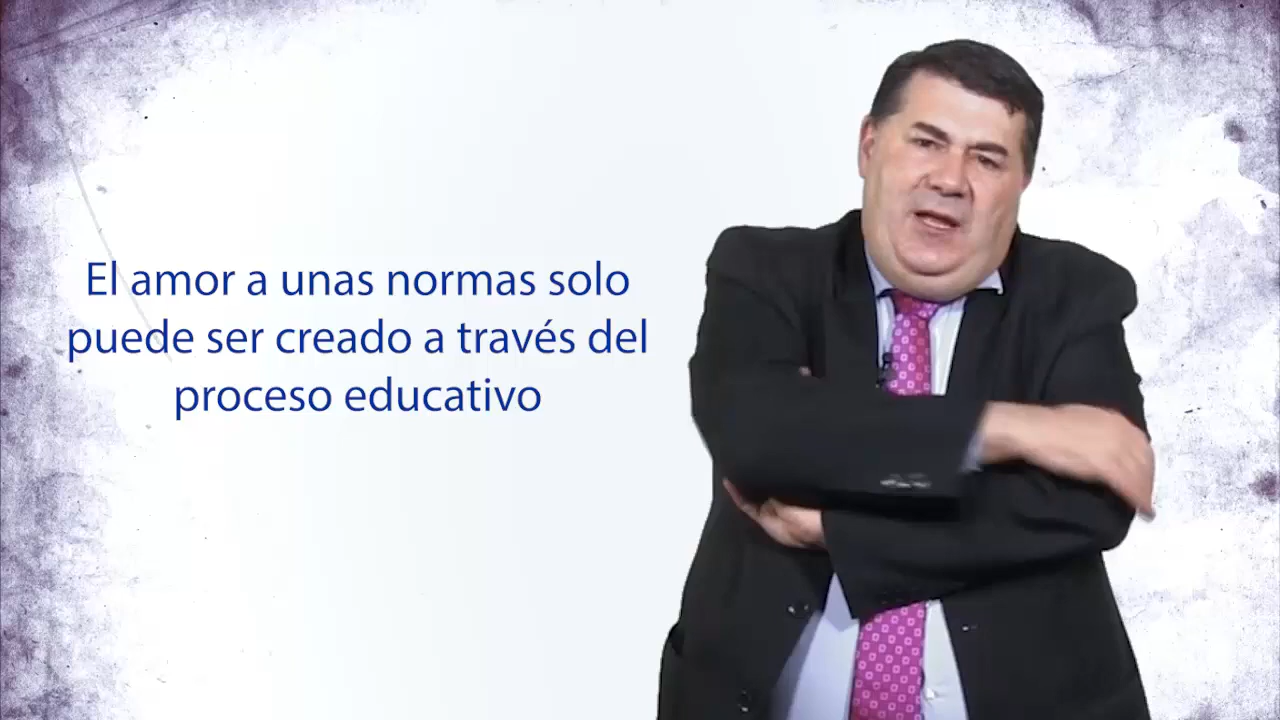 El amor a unas normas solo
puede ser creado a través del
proceso educativo